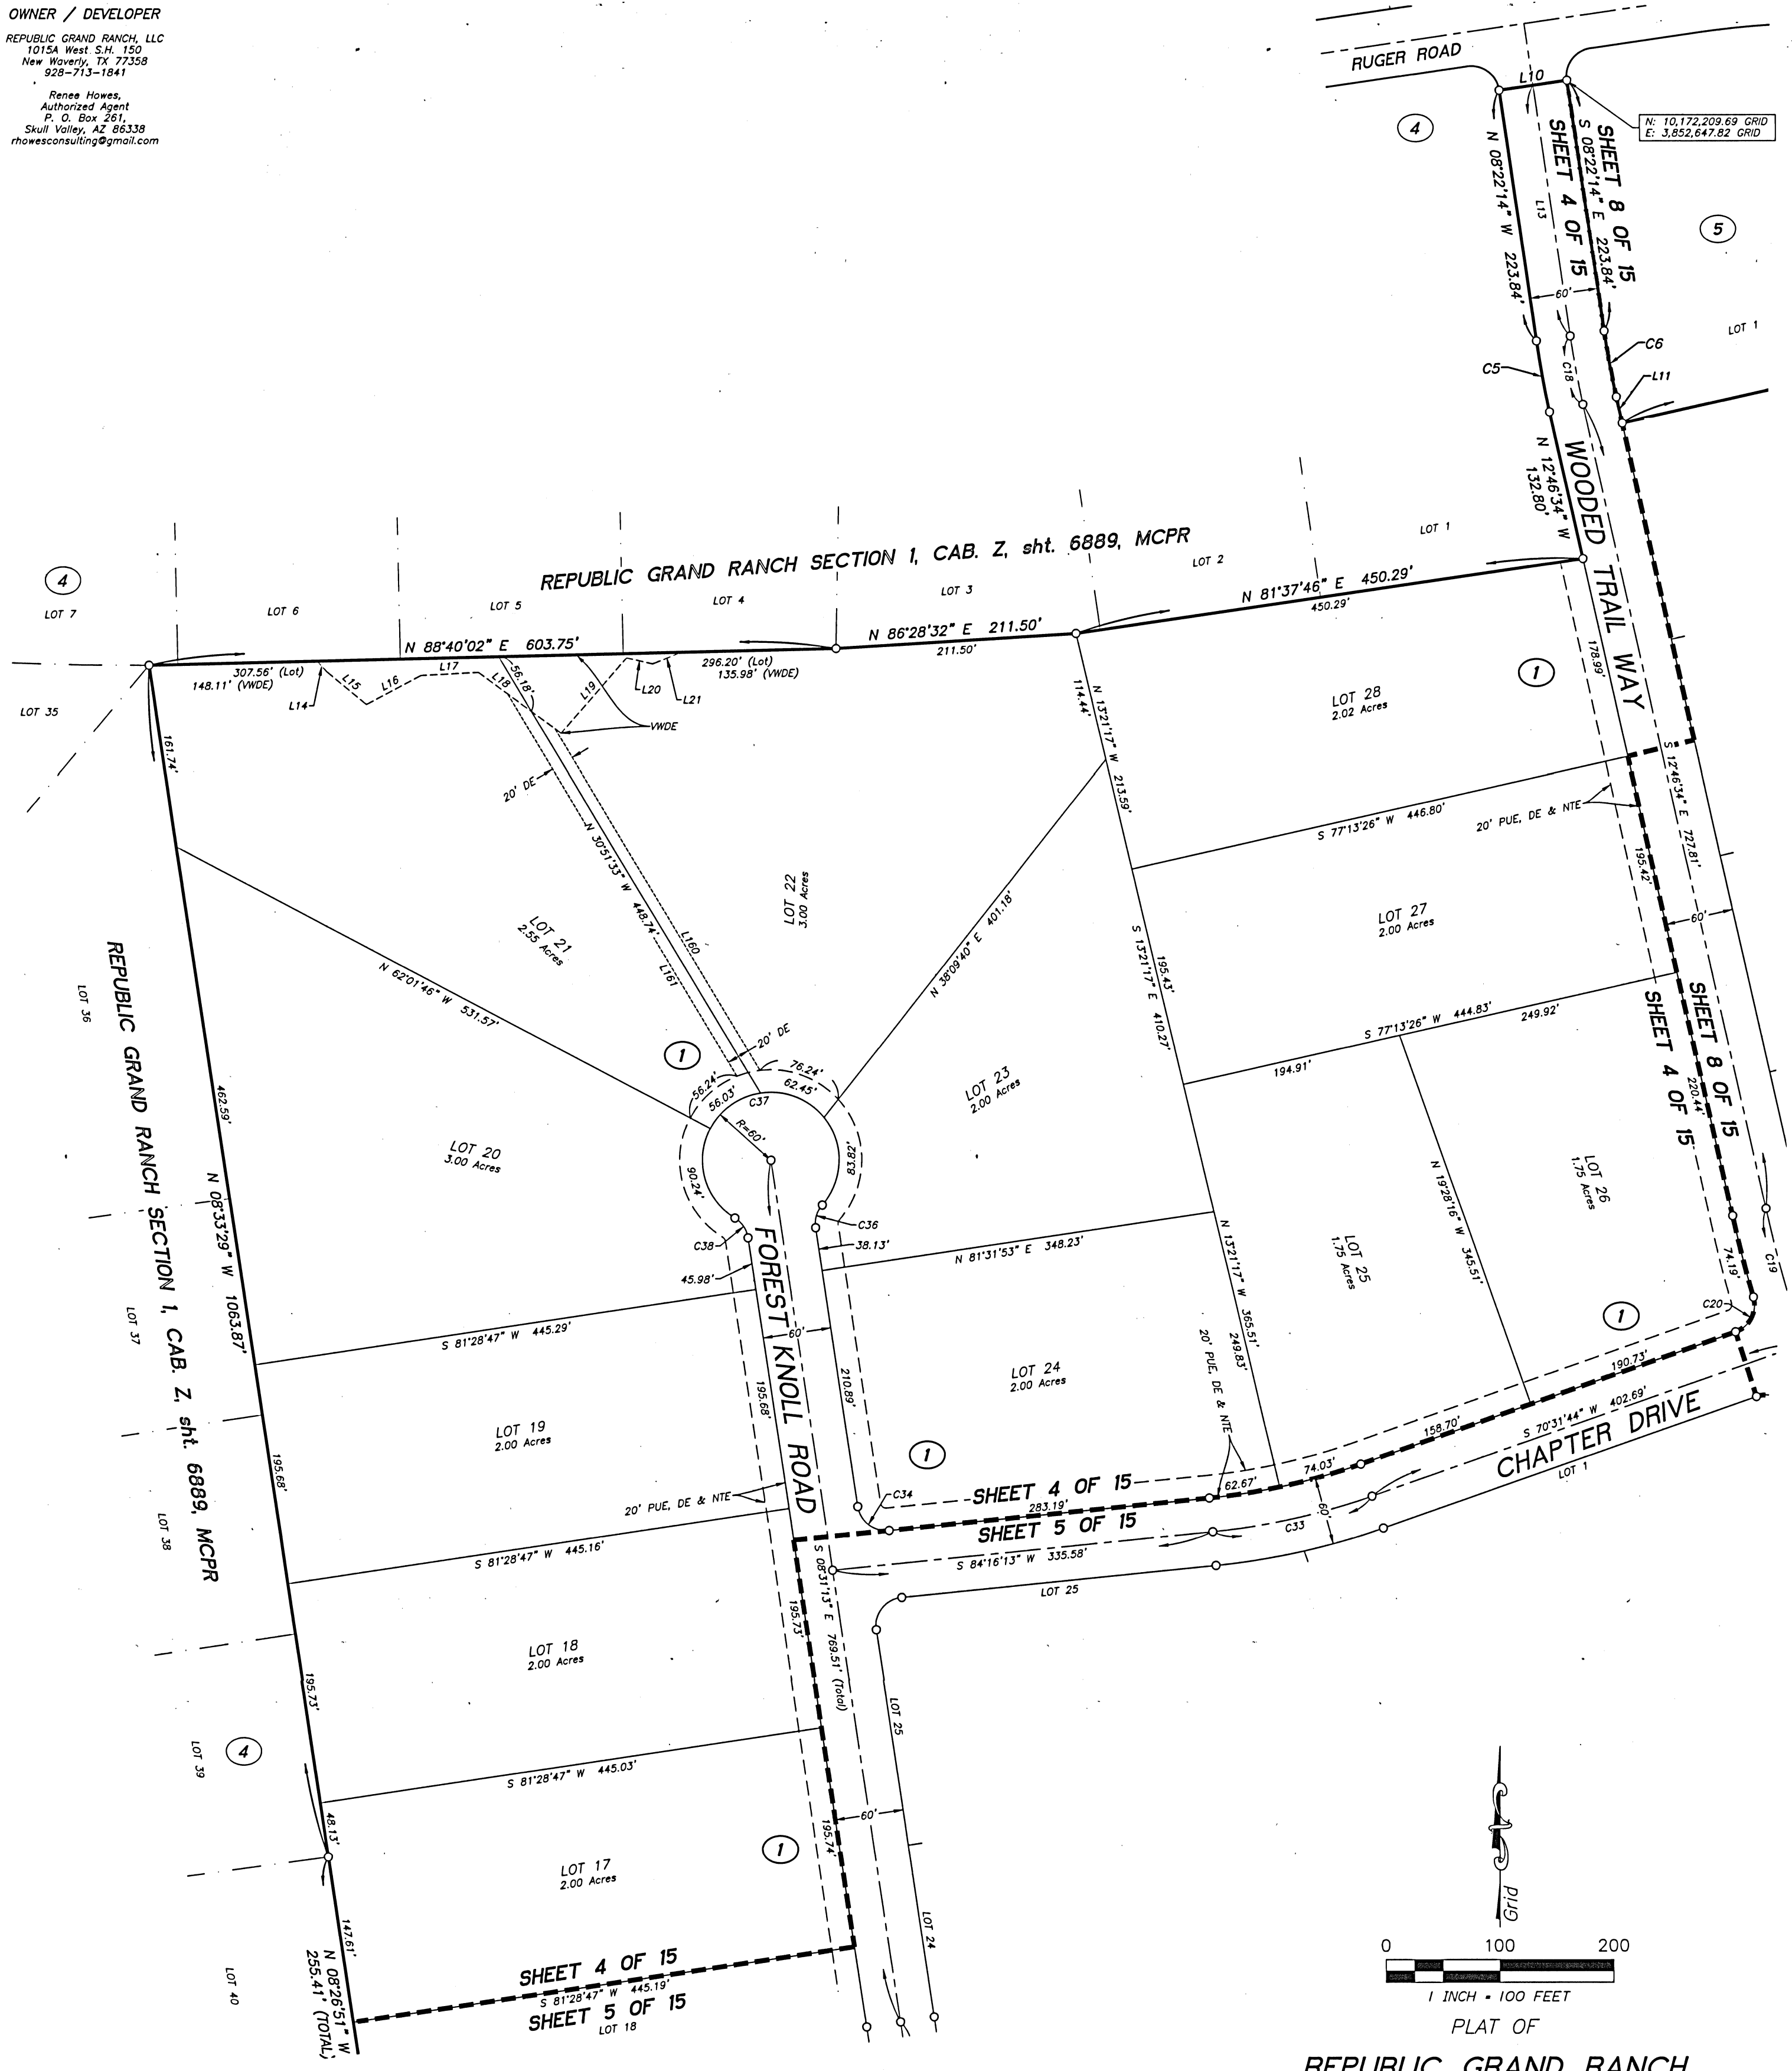 OWNER / DEVELOPER
REPUBLIC GRAND RANCH, LLC
1015A West S.H. 150
New Waverly, TX 77358
928-713-1841
Renee Howes,
Authorized Agent
P. O. Box 261,
Skull Valley, AZ 86338
rhowesconsulting@gmail.com
RUGER ROAD
L10
N: 10,172,209.69 GRID
E: 3,852,647.82 GRID
4
5
N 08°22'14" W 223.84'
L13
SHEET 4 OF 15
S 08°22'14" E 223.84'
SHEET 8 OF 15
60'
LOT 1
C5
C18
C6
L11
N 12°46'34" W
132.80'
WOODED TRAIL WAY
REPUBLIC GRAND RANCH SECTION 1, CAB. Z, sht. 6889, MCPR
4
LOT 7
LOT 6
LOT 5
LOT 4
LOT 3
LOT 2
LOT 1
N 88°40'02" E 603.75'
N 86°28'32" E 211.50'
211.50'
N 81°37'46" E 450.29'
450.29'
307.56' (Lot)
148.11' (VWDE)
296.20' (Lot)
135.98' (VWDE)
L14
L15
L16
L17
L18
56.18'
L19
L20
L21
VWDE
LOT 35
161.74'
20' DE
N 30°51'33" W 448.74'
L160
L161
20' DE
114.44'
N 13°21'17" W 213.59'
LOT 28
2.02 Acres
1
178.99'
S 77°13'26" W 446.80'
20' PUE, DE & NTE
S 12°46'34" E 727.81'
195.42'
60'
LOT 27
2.00 Acres
S 13°21'17" E 410.27'
195.43'
S 77°13'26" W 444.83'
194.91'
249.92'
SHEET 4 OF 15
SHEET 8 OF 15
220.44'
LOT 22
3.00 Acres
LOT 21
2.55 Acres
N 62°01'46" W 531.57'
N 38°09'40" E 401.18'
LOT 23
2.00 Acres
1
56.24'
76.24'
56.03'
62.45'
C37
R=60'
83.82'
90.24'
C36
C38
38.13'
45.98'
LOT 36
REPUBLIC GRAND RANCH SECTION 1, CAB. Z, sht. 6889, MCPR
462.59'
N 08°33'29" W 1063.87'
LOT 20
3.00 Acres
LOT 37
S 81°28'47" W 445.29'
FOREST KNOLL ROAD
60'
N 81°31'53" E 348.23'
N 13°21'17" W 365.51'
249.83'
LOT 25
1.75 Acres
N 19°28'16" W 345.51'
LOT 26
1.75 Acres
74.19'
C19
C20
1
190.73'
20' PUE, DE & NTE
LOT 24
2.00 Acres
210.89'
195.68'
LOT 19
2.00 Acres
195.68'
20' PUE, DE & NTE
LOT 38
1
C34
SHEET 4 OF 15
283.19'
SHEET 5 OF 15
62.67'
74.03'
158.70'
S 70°31'44" W 402.69'
CHAPTER DRIVE
LOT 1
60'
C33
S 84°16'13" W 335.58'
LOT 25
S 81°28'47" W 445.16'
S 08°31'13" E 769.51' (Total)
195.73'
LOT 18
2.00 Acres
195.73'
LOT 25
LOT 39
4
S 81°28'47" W 445.03'
48.13'
60'
195.74'
1
LOT 17
2.00 Acres
LOT 24
147.61'
N 08°26'51" W
255.41' (TOTAL)
LOT 40
SHEET 4 OF 15
S 81°28'47" W 445.19'
SHEET 5 OF 15
LOT 18
Grid
0 100 200
1 INCH = 100 FEET
PLAT OF
REPUBLIC GRAND RANCH